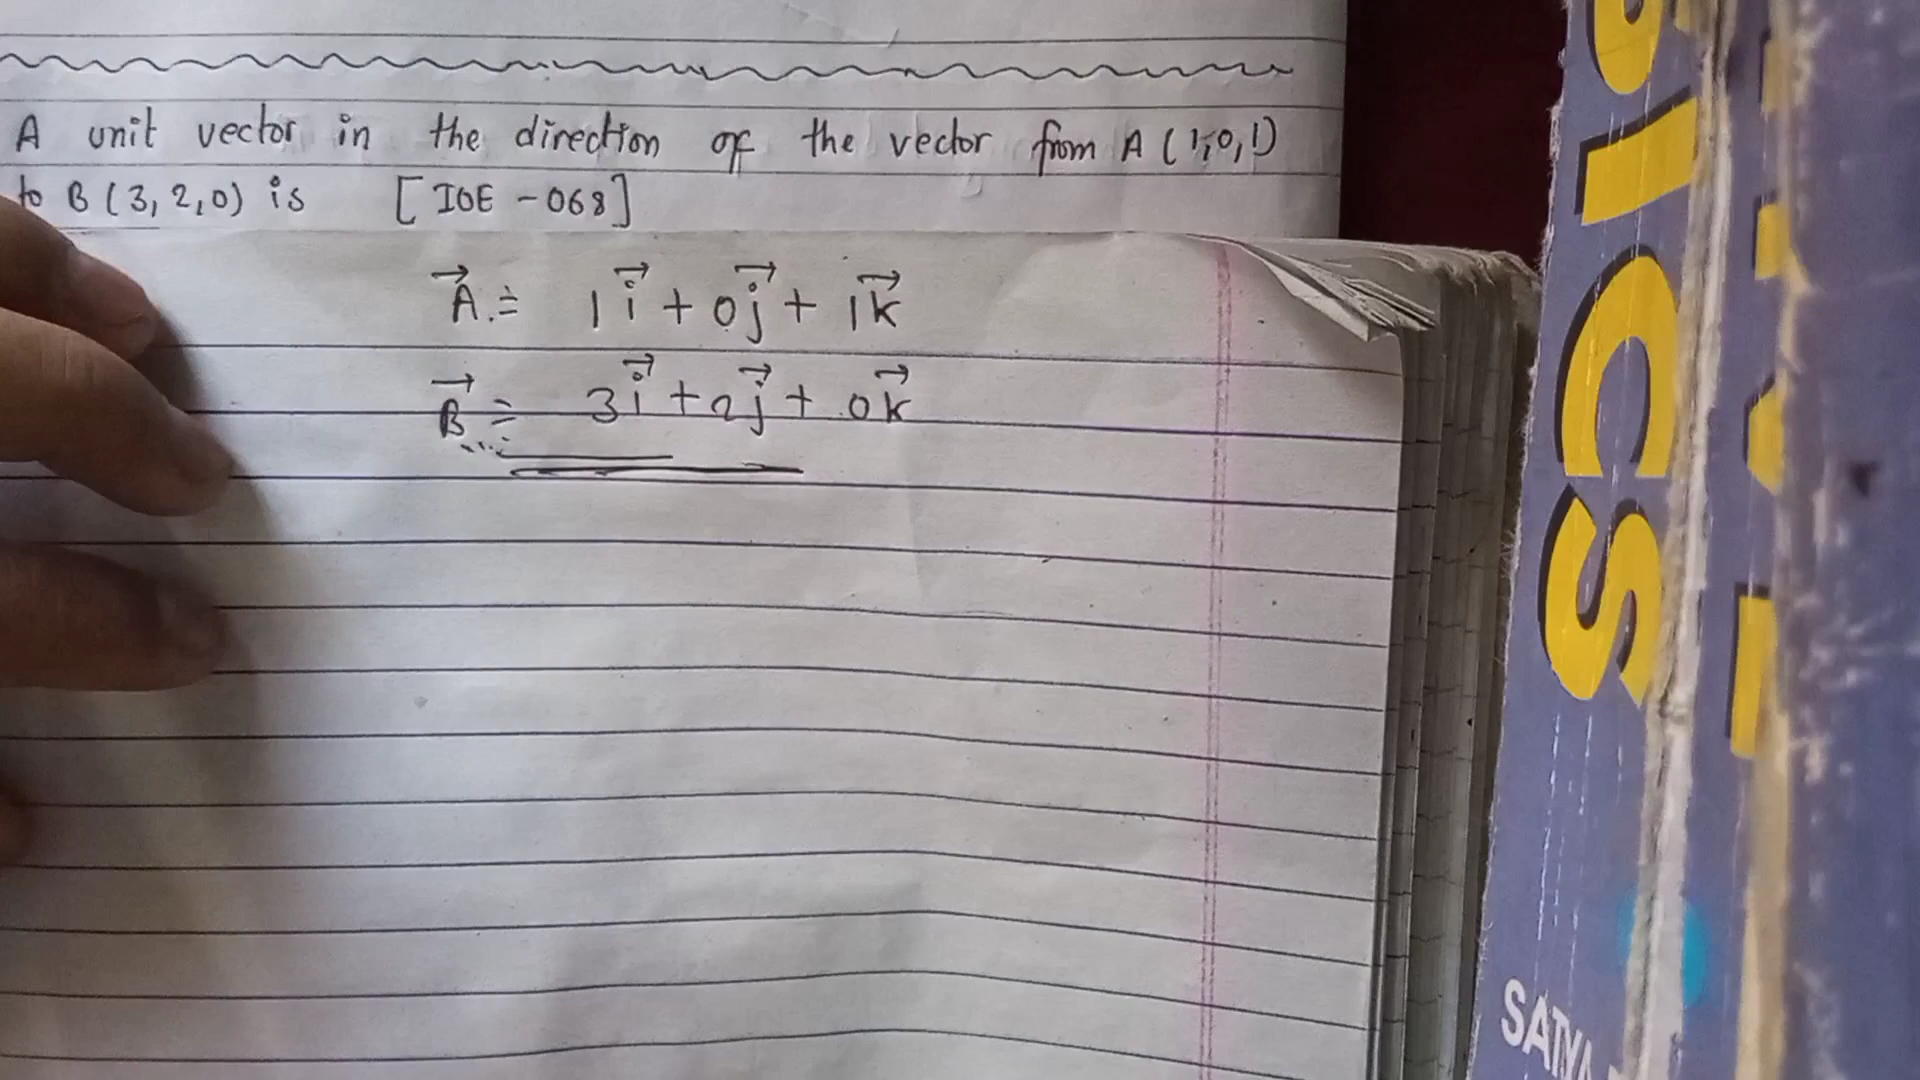 A unit vector in the direction of the vector from A (1,0,1)
to B (3,2,0) is [IOE -068]
A⃗ = 1i⃗ + 0j⃗ + 1k⃗
B⃗ = 3i⃗ + 2j⃗ + 0k⃗
SATYA